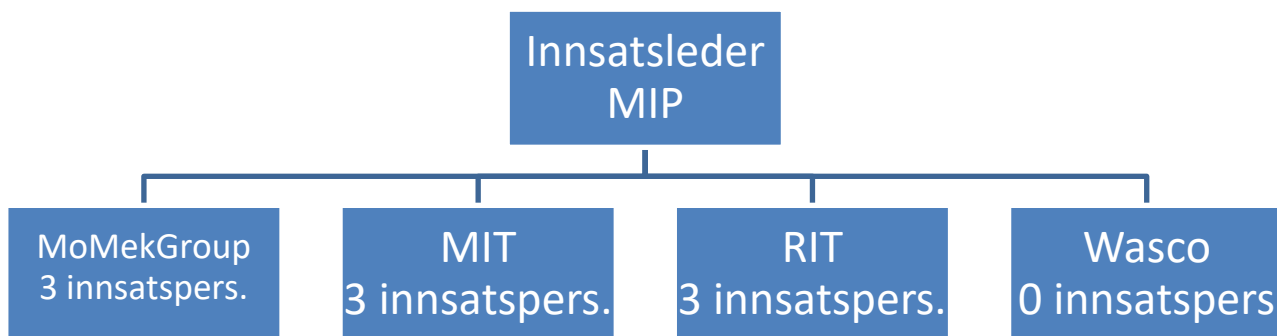 Innsatsleder
MIP
MoMekGroup
3 innsatspers.
MIT
3 innsatspers.
RIT
3 innsatspers.
Wasco
0 innsatspers